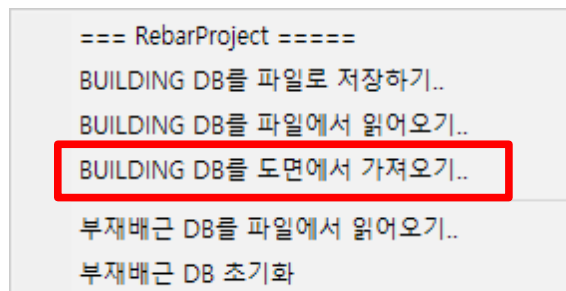 === RebarProject =====
BUILDING DB를 파일로 저장하기..
BUILDING DB를 파일에서 읽어오기..
BUILDING DB를 도면에서 가져오기..
부재배근 DB를 파일에서 읽어오기..
부재배근 DB 초기화